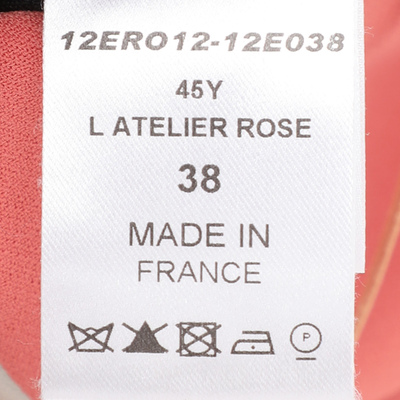 12ERO12-12E038
45Y
L ATELIER ROSE
38
MADE IN
FRANCE
P